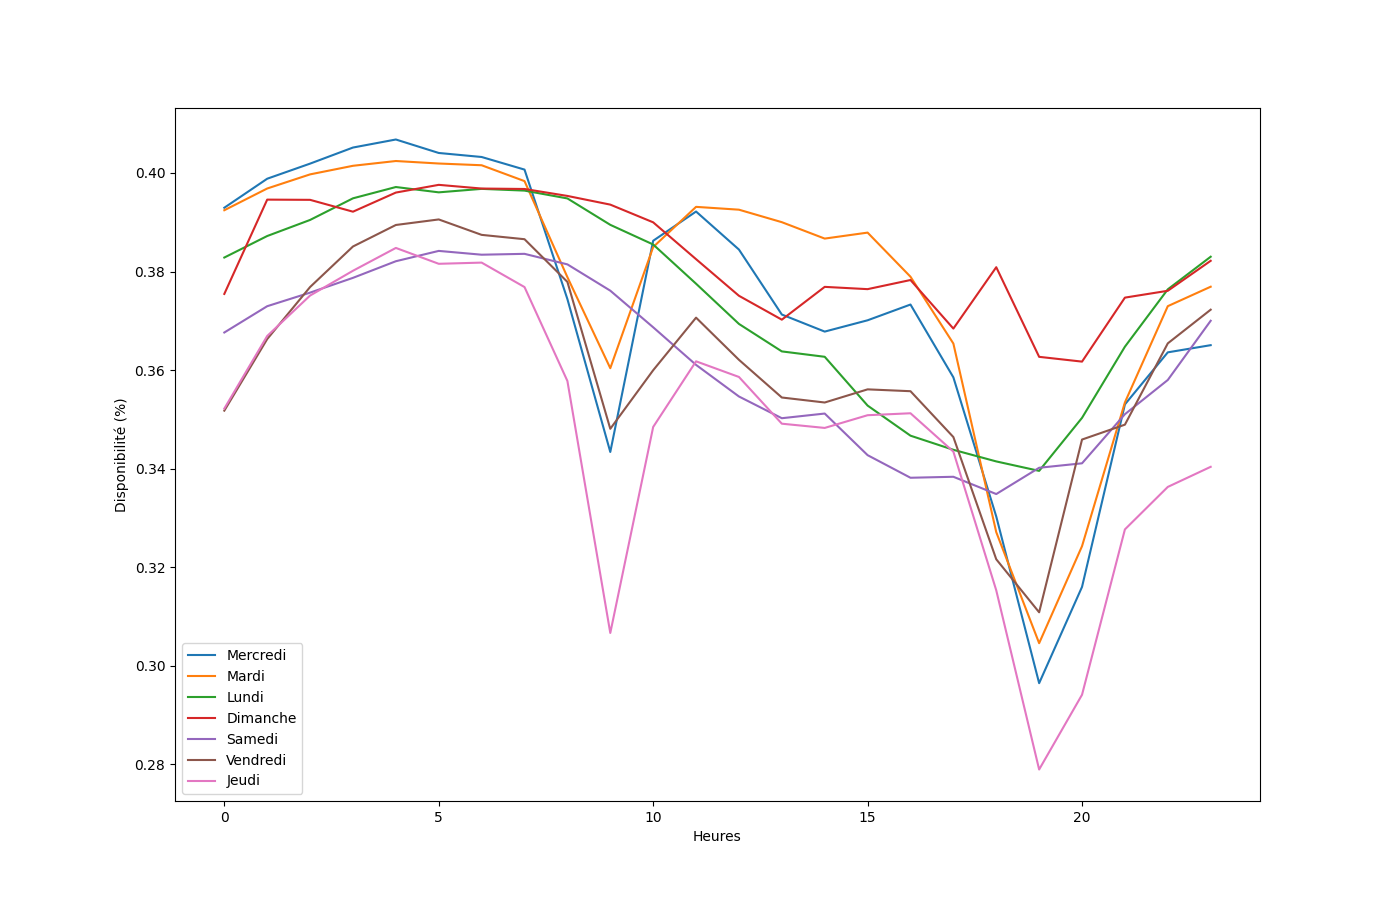 0.40
0.38
0.36
0.34
0.32
0.30
0.28
Disponibilité (%)
Mercredi
Mardi
Lundi
Dimanche
Samedi
Vendredi
Jeudi
0 5 10 15 20
Heures